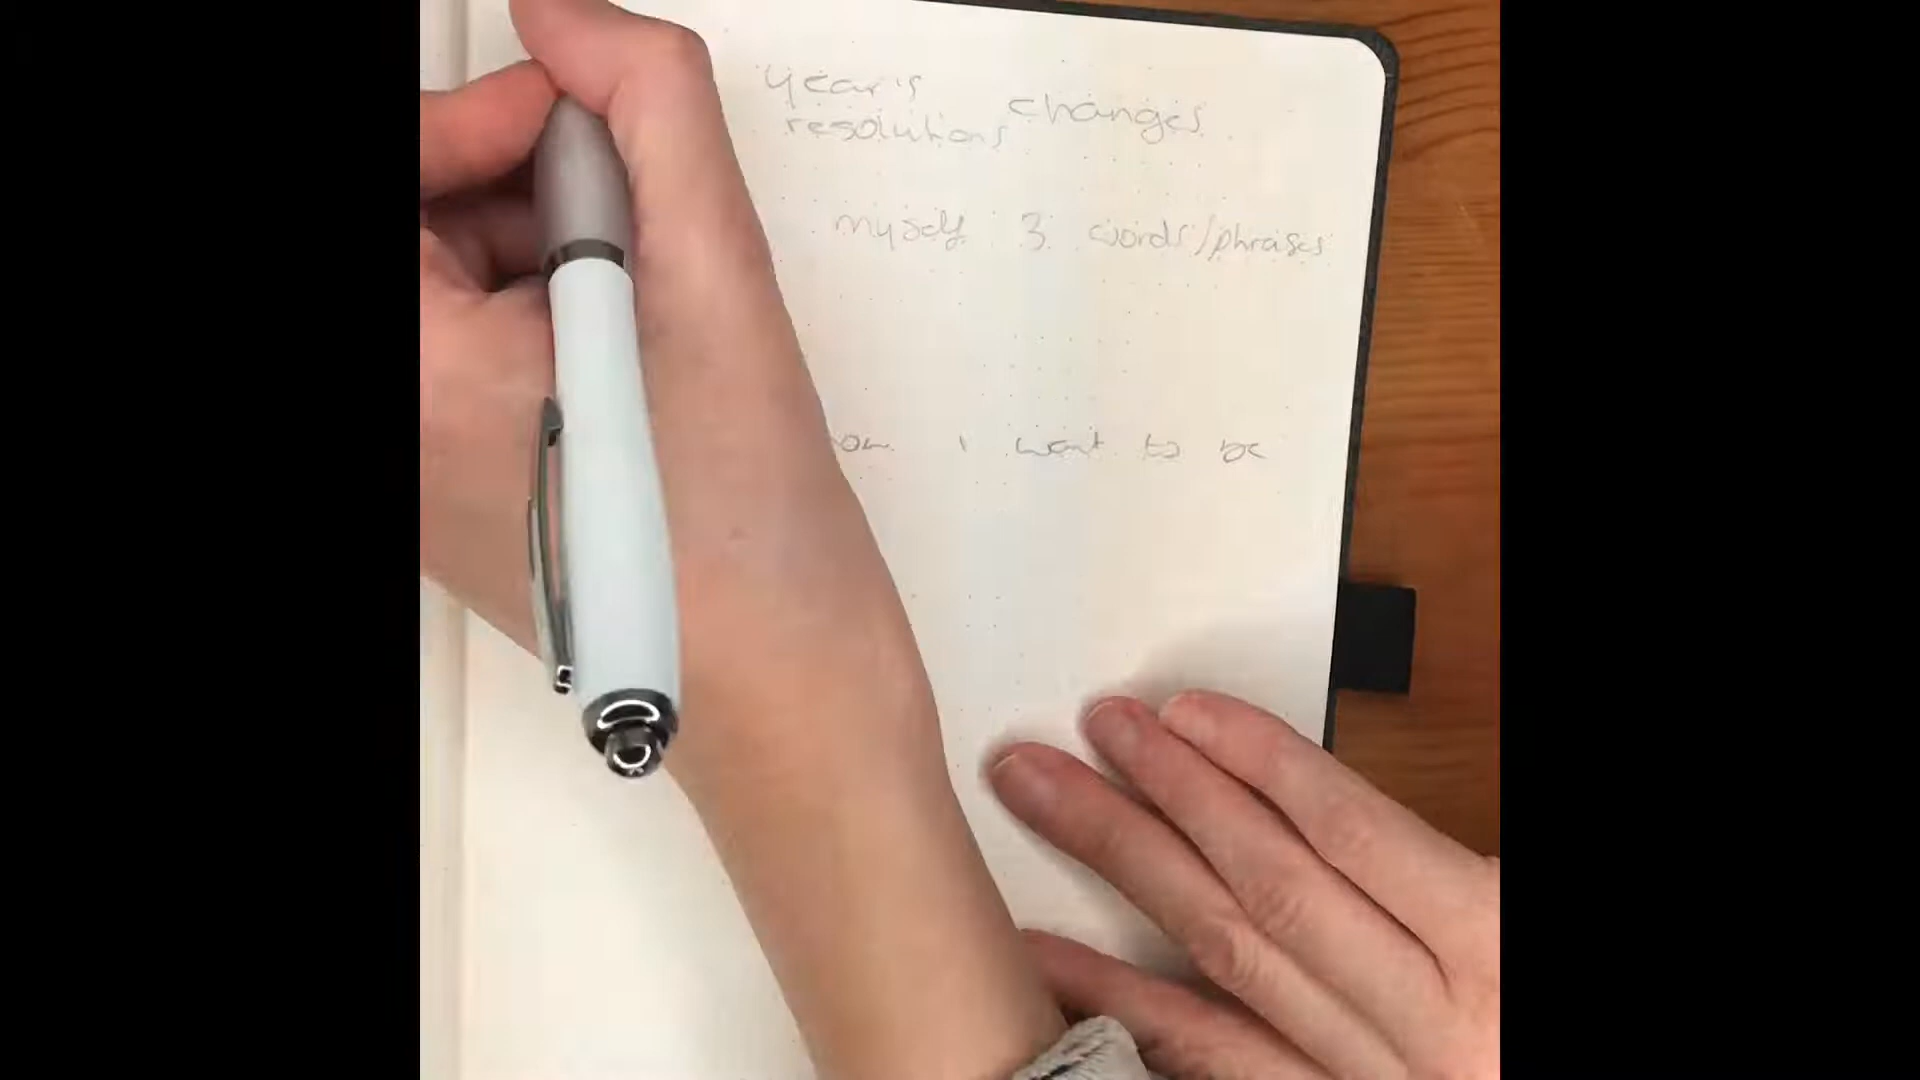 year's
resolutions changes
myself 3 words/phrases
I want to be